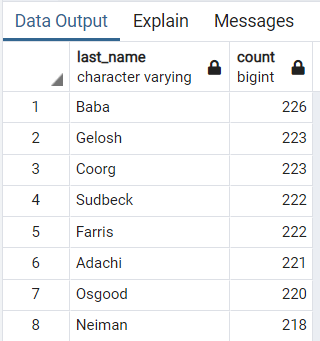 Data Output Explain Messages
last_name count
character varying bigint
1 Baba 226
2 Gelosh 223
3 Coorg 223
4 Sudbeck 222
5 Farris 222
6 Adachi 221
7 Osgood 220
8 Neiman 218